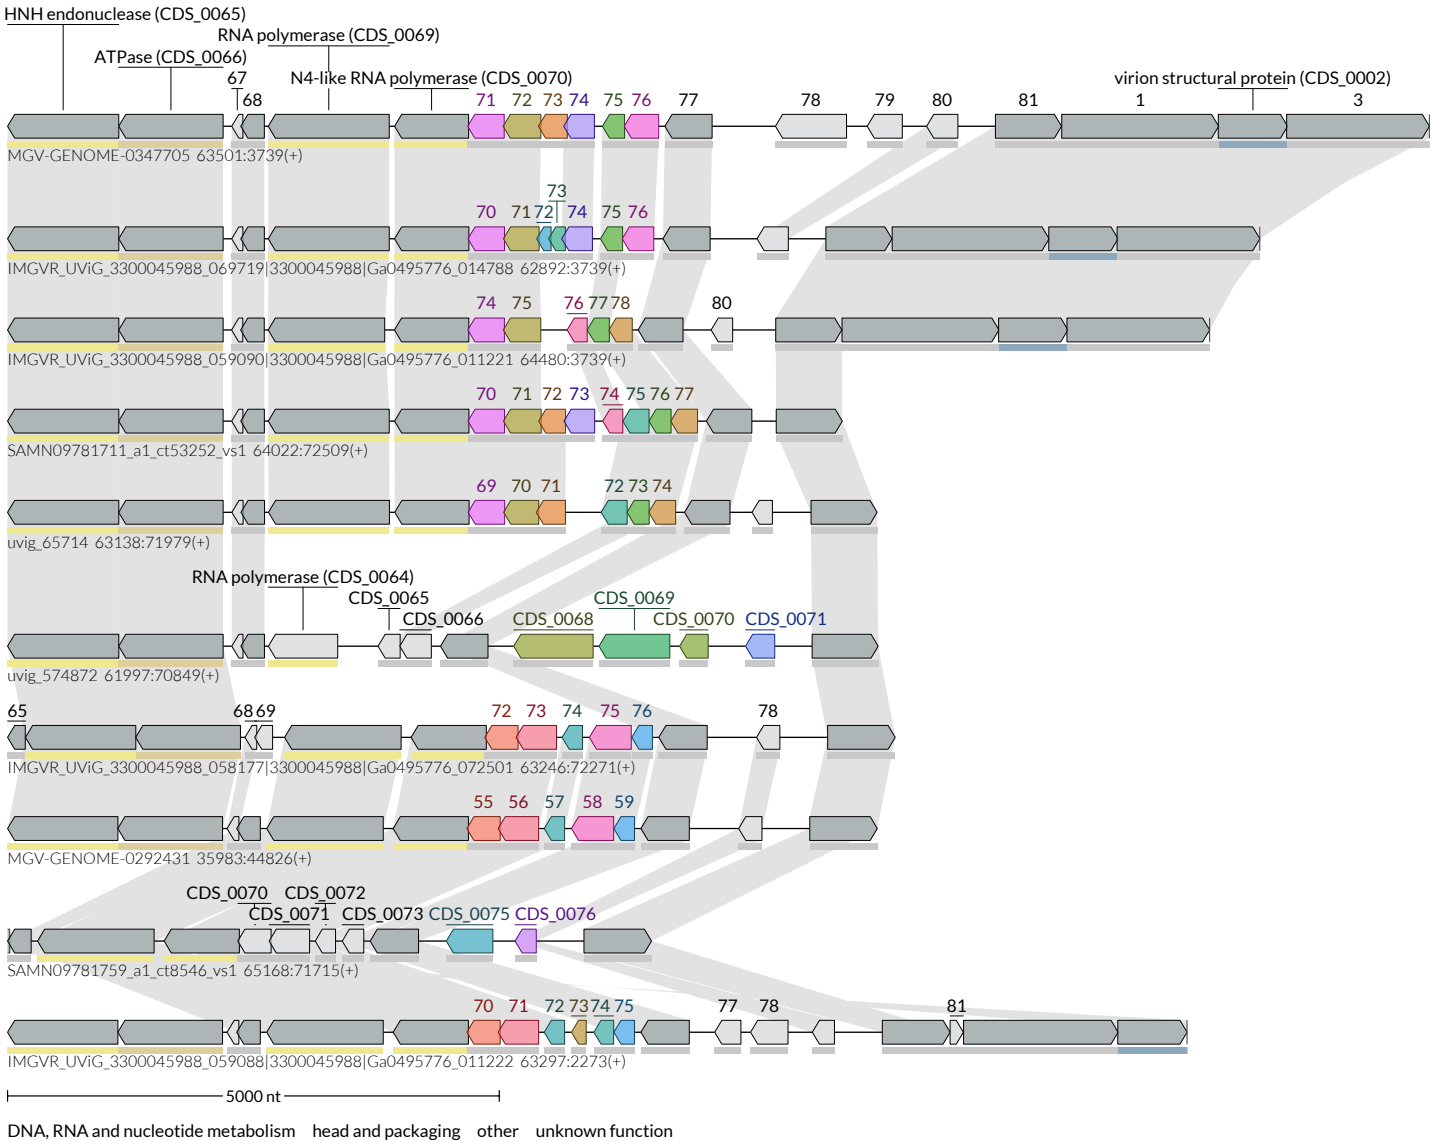 HNH endonuclease (CDS_0065)
RNA polymerase (CDS_0069)
ATPase (CDS_0066)
67 N4-like RNA polymerase (CDS_0070) virion structural protein (CDS_0002)
68 71 72 73 74 75 76 77 78 79 80 81 1 3
MGV-GENOME-0347705 63501:3739(+)
73
70 71 72 74 75 76
IMGVR_UViG_3300045988_069719|3300045988|Ga0495776_014788 62892:3739(+)
74 75 76 77 78 80
IMGVR_UViG_3300045988_059090|3300045988|Ga0495776_011221 64480:3739(+)
70 71 72 73 74 75 76 77
SAMN09781711_a1_ct53252_vs1 64022:72509(+)
69 70 71 72 73 74
uvig_65714 63138:71979(+)
RNA polymerase (CDS_0064)
CDS_0065 CDS_0069
CDS_0066 CDS_0068 CDS_0070 CDS_0071
uvig_574872 61997:70849(+)
65 68 69 72 73 74 75 76 78
IMGVR_UViG_3300045988_058177|3300045988|Ga0495776_072501 63246:72271(+)
55 56 57 58 59
MGV-GENOME-0292431 35983:44826(+)
CDS_0070 CDS_0072
CDS_0071 CDS_0073 CDS_0075 CDS_0076
SAMN09781759_a1_ct8546_vs1 65168:71715(+)
70 71 72 73 74 75 77 78 81
IMGVR_UViG_3300045988_059088|3300045988|Ga0495776_011222 63297:2273(+)
5000 nt
DNA, RNA and nucleotide metabolism head and packaging other unknown function